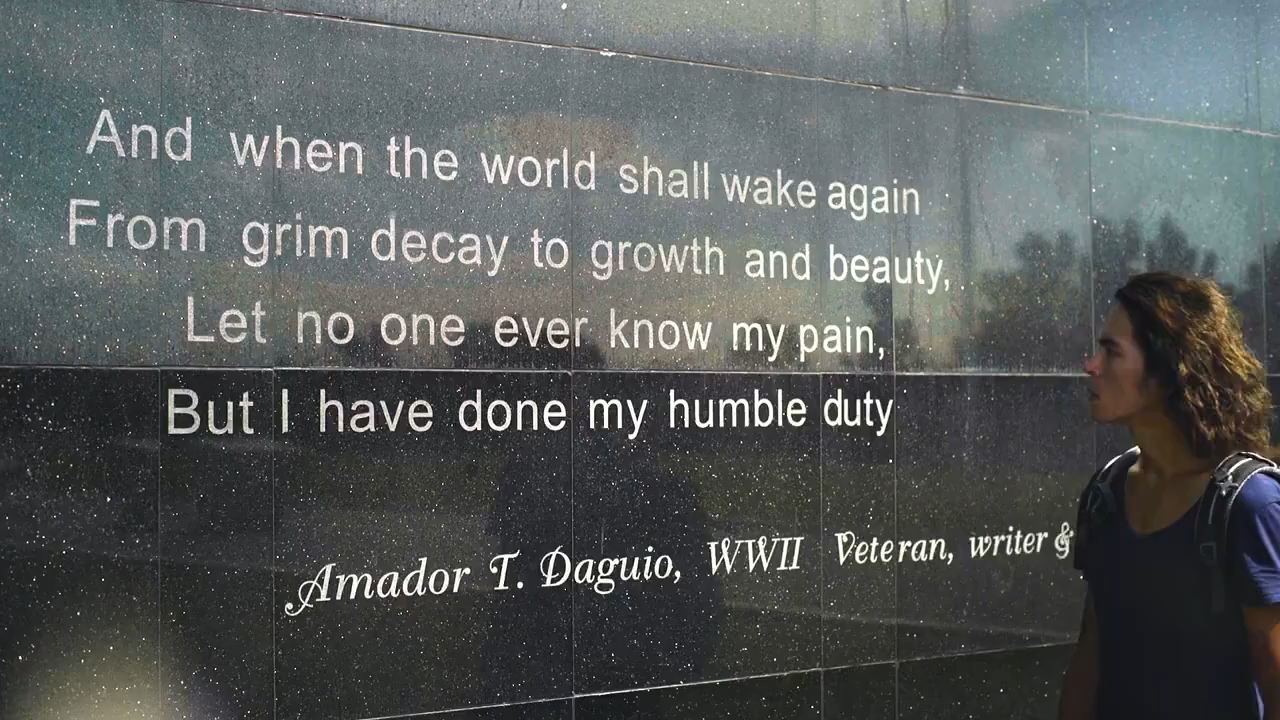 And when the world shall wake again
From grim decay to growth and beauty,
Let no one ever know my pain,
But I have done my humble duty
Amador T. Daguio, WWII Veteran, writer &